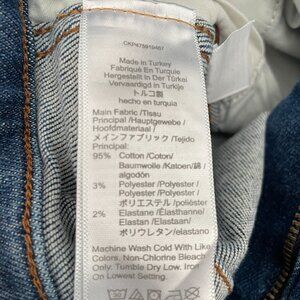 CKP475910467
Made in Turkey
Fabriqué En Turquie
Hergestellt In Der Türkei
Vervaardigd in Turkije
トルコ製
hecho en turquía
Main Fabric /Tissu
Principal /Hauptgewebe /
Hoofdmateriaal /
メインファブリック /Tejido
Principal:
95% Cotton /Coton/
Baumwolle /Katoen/綿 /
algodón
3% Polyester /Polyester /
Polyester /Polyester /
ポリエステル /poliéster
2% Elastane /Élasthanne /
Elastan /Elastaan /
ポリウレタン/elastano
Machine Wash Cold With Like
Colors. Non-Chlorine Bleach
Only. Tumble Dry Low. Iron
On Lowest Setting.